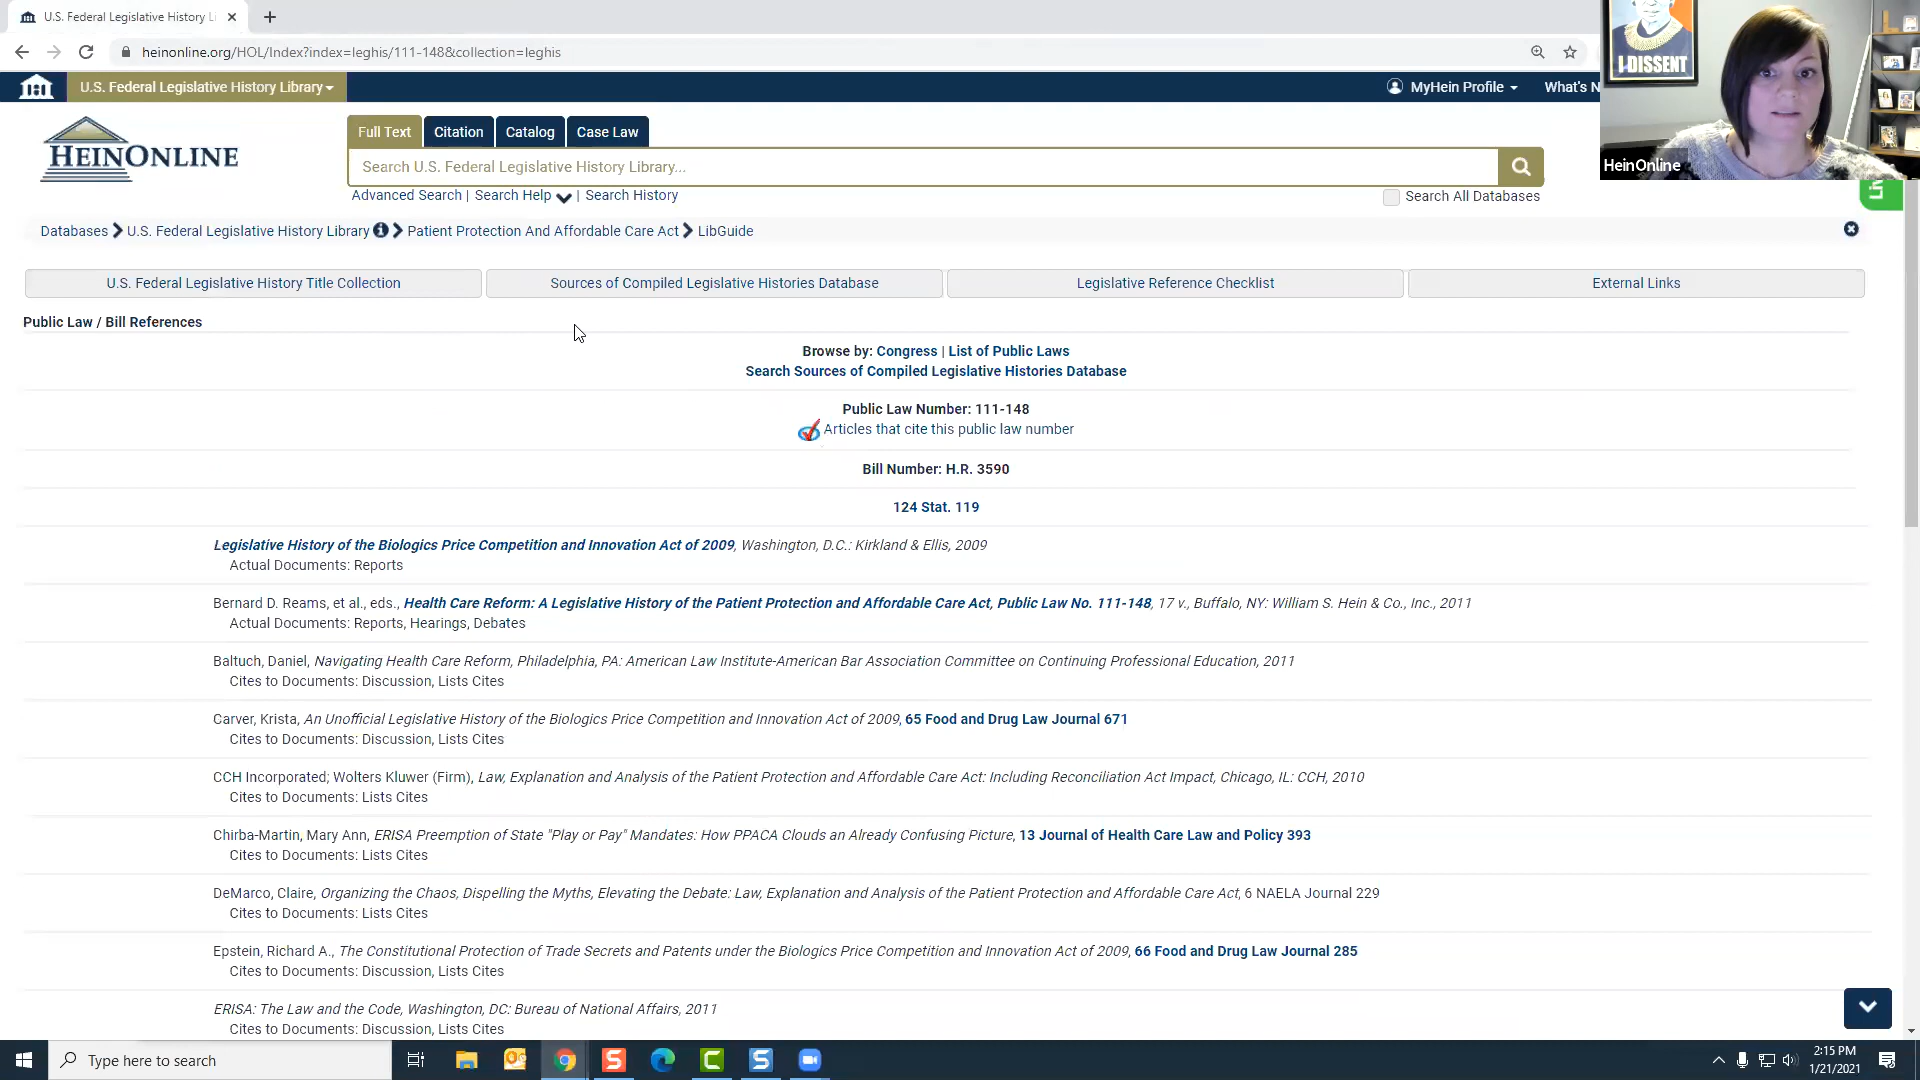 U.S. Federal Legislative History Li
heinonline.org/HOL/Index?index=leghis/111-148&collection=leghis
U.S. Federal Legislative History Library
MyHein Profile
What's N
I DISSENT
HeinOnline
HEINONLINE
Full Text
Citation
Catalog
Case Law
Search U.S. Federal Legislative History Library...
Advanced Search | Search Help | Search History
Search All Databases
Databases U.S. Federal Legislative History Library Patient Protection And Affordable Care Act LibGuide
U.S. Federal Legislative History Title Collection
Sources of Compiled Legislative Histories Database
Legislative Reference Checklist
External Links
Public Law / Bill References
Browse by: Congress | List of Public Laws
Search Sources of Compiled Legislative Histories Database
Public Law Number: 111-148
Articles that cite this public law number
Bill Number: H.R. 3590
124 Stat. 119
Legislative History of the Biologics Price Competition and Innovation Act of 2009, Washington, D.C.: Kirkland & Ellis, 2009
Actual Documents: Reports
Bernard D. Reams, et al., eds., Health Care Reform: A Legislative History of the Patient Protection and Affordable Care Act, Public Law No. 111-148, 17 v., Buffalo, NY: William S. Hein & Co., Inc., 2011
Actual Documents: Reports, Hearings, Debates
Baltuch, Daniel, Navigating Health Care Reform, Philadelphia, PA: American Law Institute-American Bar Association Committee on Continuing Professional Education, 2011
Cites to Documents: Discussion, Lists Cites
Carver, Krista, An Unofficial Legislative History of the Biologics Price Competition and Innovation Act of 2009, 65 Food and Drug Law Journal 671
Cites to Documents: Discussion, Lists Cites
CCH Incorporated; Wolters Kluwer (Firm), Law, Explanation and Analysis of the Patient Protection and Affordable Care Act: Including Reconciliation Act Impact, Chicago, IL: CCH, 2010
Cites to Documents: Lists Cites
Chirba-Martin, Mary Ann, ERISA Preemption of State "Play or Pay" Mandates: How PPACA Clouds an Already Confusing Picture, 13 Journal of Health Care Law and Policy 393
Cites to Documents: Lists Cites
DeMarco, Claire, Organizing the Chaos, Dispelling the Myths, Elevating the Debate: Law, Explanation and Analysis of the Patient Protection and Affordable Care Act, 6 NAELA Journal 229
Cites to Documents: Lists Cites
Epstein, Richard A., The Constitutional Protection of Trade Secrets and Patents under the Biologics Price Competition and Innovation Act of 2009, 66 Food and Drug Law Journal 285
Cites to Documents: Discussion, Lists Cites
ERISA: The Law and the Code, Washington, DC: Bureau of National Affairs, 2011
Cites to Documents: Discussion, Lists Cites
Type here to search
2:15 PM
1/21/2021